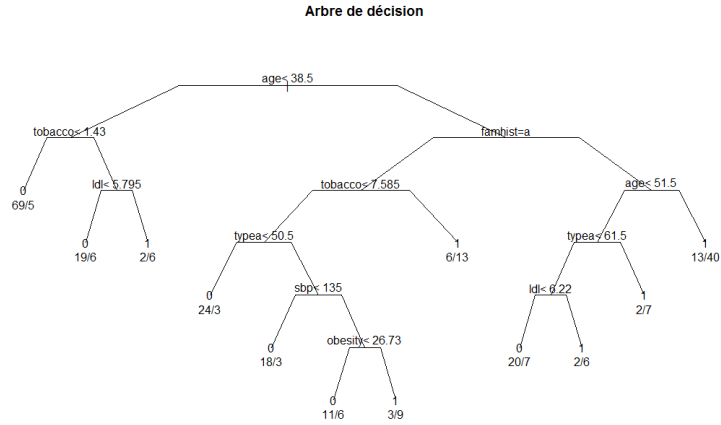 Arbre de décision
age< 38.5
tobacco< 1.43
famhist=a
0
69/5
ldl< 5.795
tobacco< 7.585
age< 51.5
0
19/6
1
2/6
typea< 50.5
1
6/13
typea< 61.5
1
13/40
0
24/3
sbp< 135
ldl< 6.22
1
2/7
0
18/3
obesity< 26.73
0
20/7
1
2/6
0
11/6
1
3/9